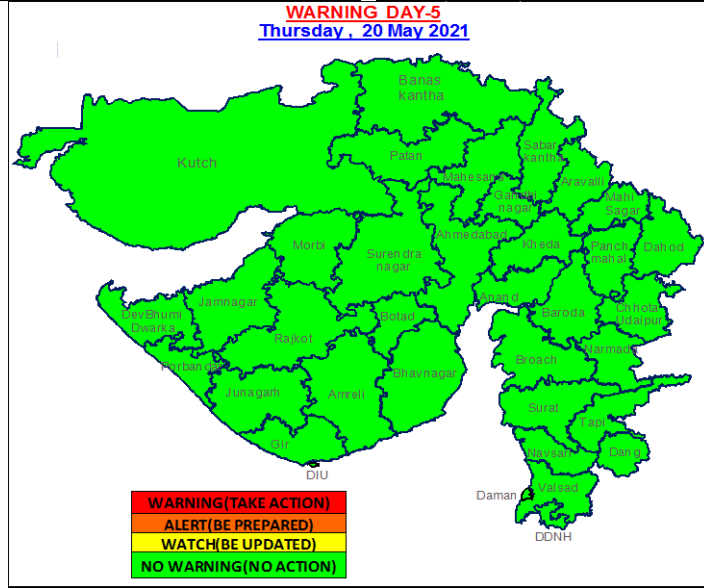 WARNING DAY-5
Thursday , 20 May 2021
Banas
kantha
Kutch
Patan
Sabar
kantha
Mahesana
Aravalli
Gandhi
nagar
Mahi
Sagar
Ahmedabad
Morbi
Surendra
nagar
Kheda
Panch
mahal
Dahod
Jamnagar
Anand
DevBhumi
Dwarka
Botad
Baroda
Chhota
Udaipur
Rajkot
Porbandar
Narmada
Broach
Bhavnagar
Junagarh
Amreli
Surat
Tapi
Gir
Navsari
Dang
DIU
Daman
Valsad
DDNH
WARNING(TAKE ACTION)
ALERT(BE PREPARED)
WATCH(BE UPDATED)
NO WARNING(NO ACTION)